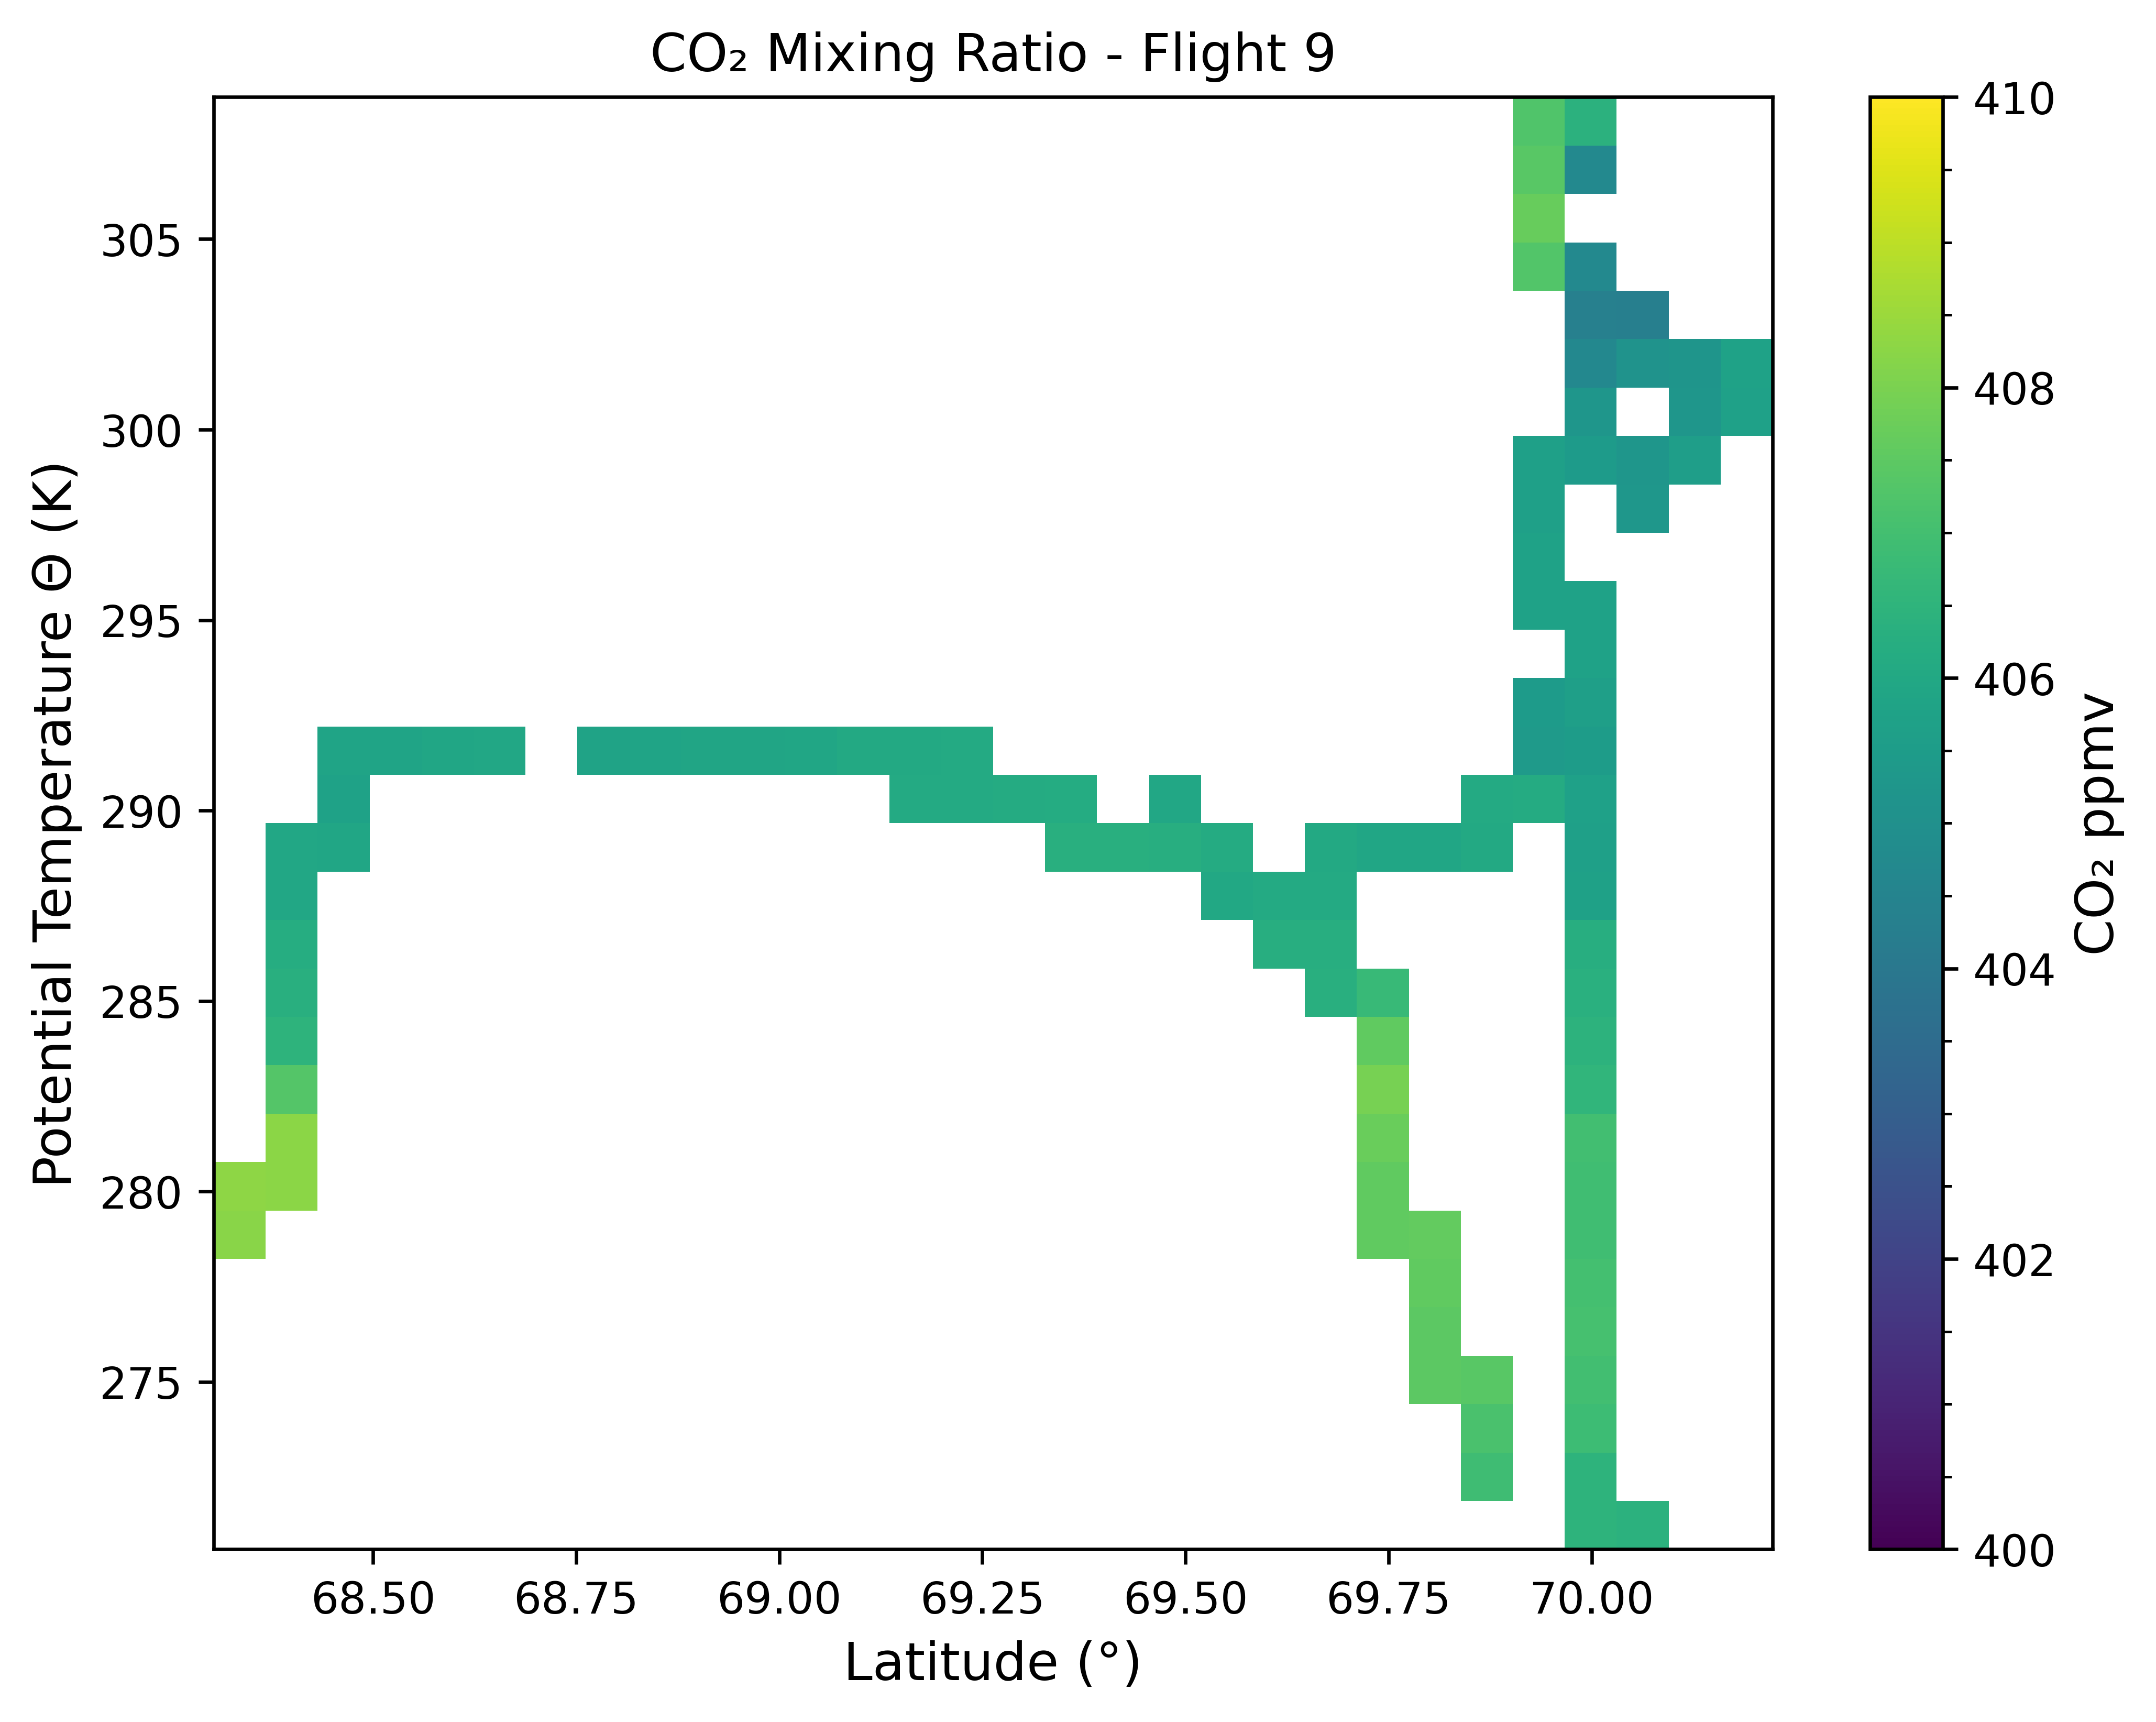 CO₂ Mixing Ratio - Flight 9
Potential Temperature Θ (K)
305
300
295
290
285
280
275
68.50 68.75 69.00 69.25 69.50 69.75 70.00
Latitude (°)
410
408
406
404
402
400
CO₂ ppmv